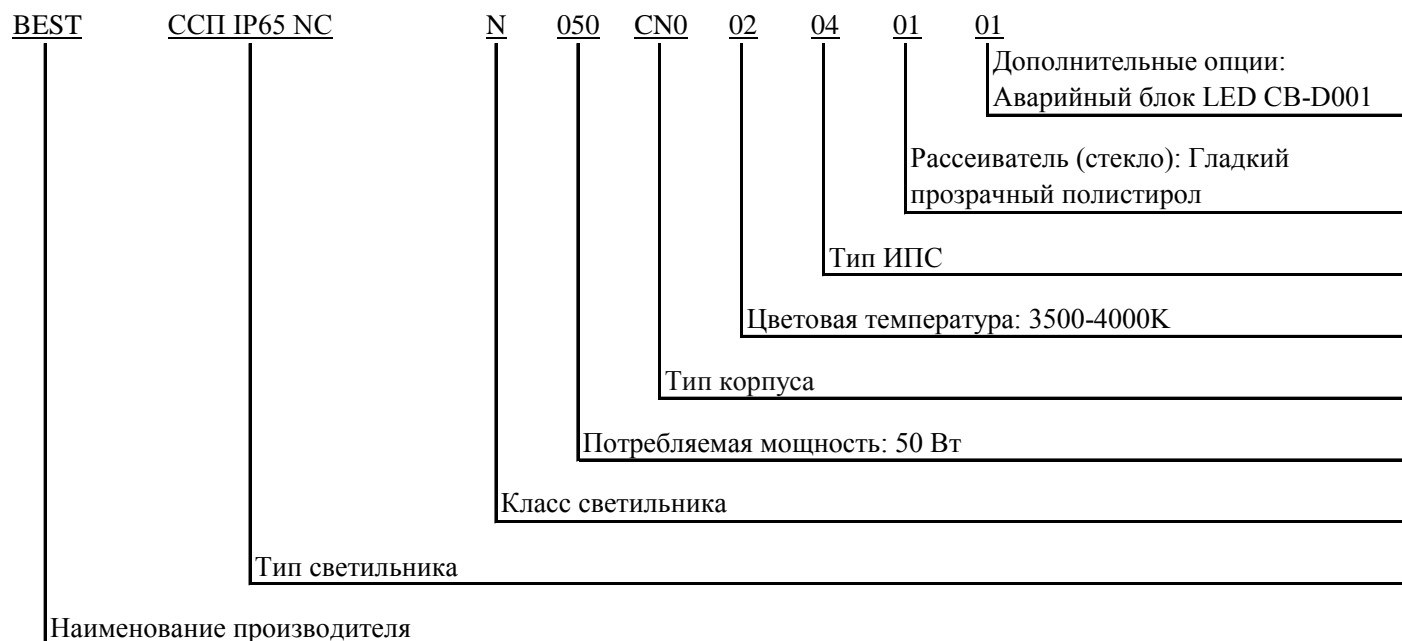 BEST ССП IP65 NC N 050 CN0 02 04 01 01
Дополнительные опции:
Аварийный блок LED CB-D001
Рассеиватель (стекло): Гладкий
прозрачный полистирол
Тип ИПС
Цветовая температура: 3500-4000К
Тип корпуса
Потребляемая мощность: 50 Вт
Класс светильника
Тип светильника
Наименование производителя